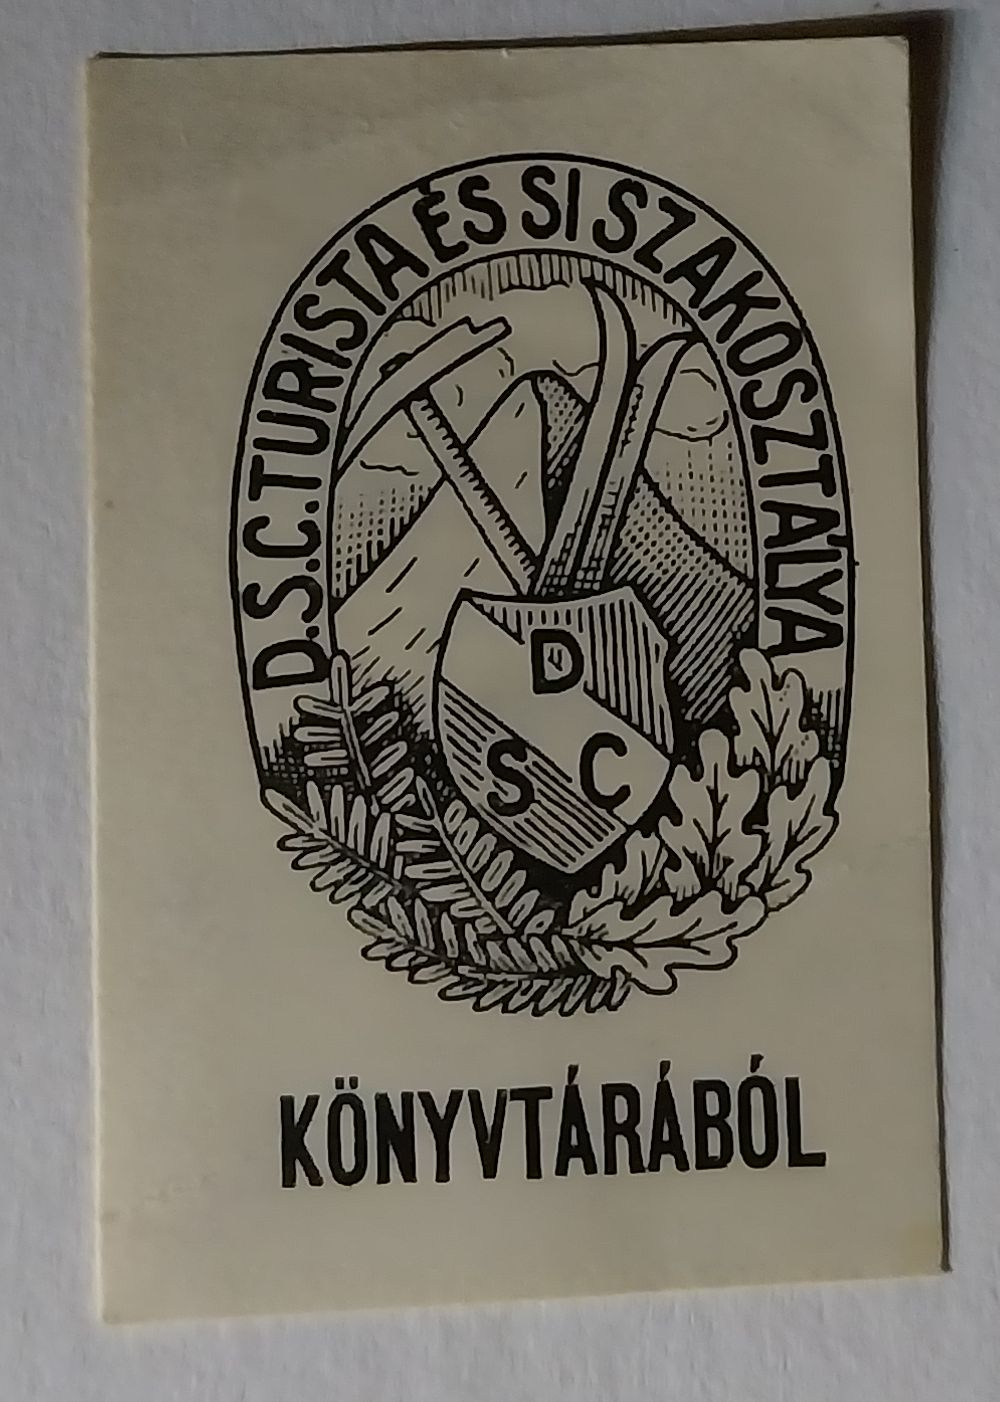 D.S.C. TURISTA ÉS SI SZAKOSZTÁLYA
D
S C
KÖNYVTÁRÁBÓL